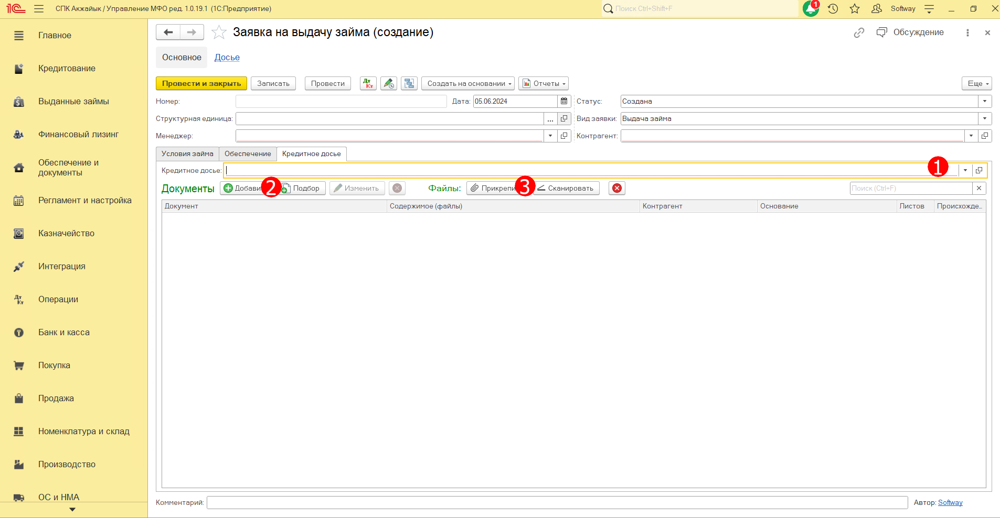 1С СПК Акжайык / Управление МФО ред. 1.0.19.1 (1С:Предприятие) Поиск Ctrl+Shift+F 1 Softway
Главное
Кредитование
Выданные займы
Финансовый лизинг
Обеспечение и
документы
Регламент и настройка
Казначейство
Интеграция
Операции
Банк и касса
Покупка
Продажа
Номенклатура и склад
Производство
ОС и НМА
Заявка на выдачу займа (создание) Обсуждение
Основное Досье
Провести и закрыть Записать Провести Дт Кт Создать на основании Отчеты Еще
Номер: Дата: 05.06.2024 Статус: Создана
Структурная единица: ... Вид заявки: Выдача займа
Менеджер: Контрагент:
Условия займа Обеспечение Кредитное досье
Кредитное досье: 1
Документы Добави 2 Подбор Изменить Файлы: Прикрепи 3 Сканировать Поиск (Ctrl+F)
Документ Содержимое (файлы) Контрагент Основание Листов Происхожде...
Комментарий: Автор: Softway